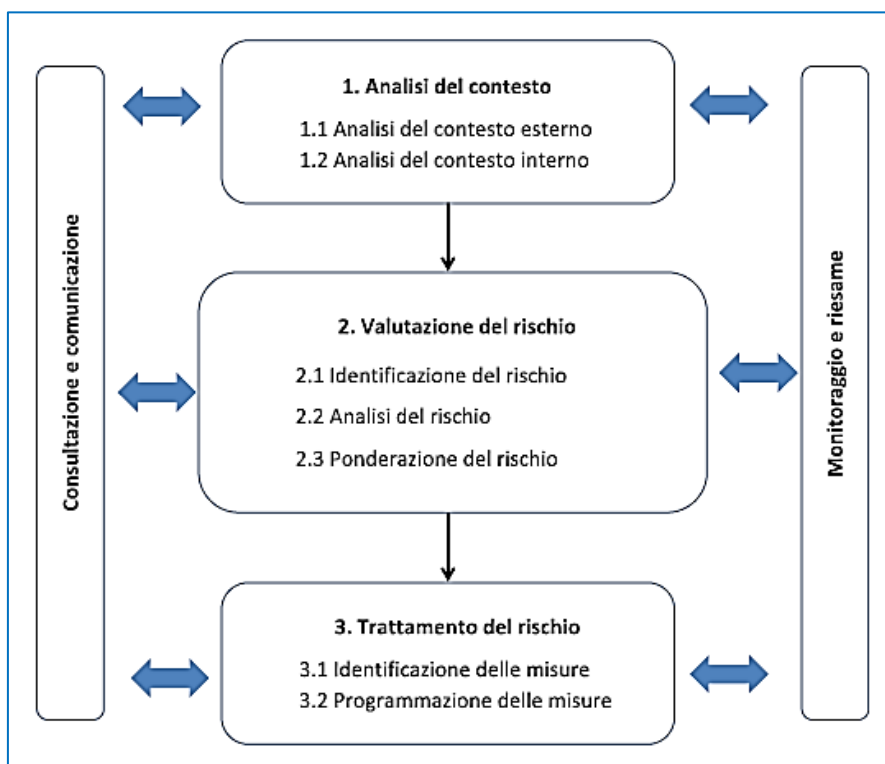 Consultazione e comunicazione
1. Analisi del contesto
1.1 Analisi del contesto esterno
1.2 Analisi del contesto interno
2. Valutazione del rischio
2.1 Identificazione del rischio
2.2 Analisi del rischio
2.3 Ponderazione del rischio
3. Trattamento del rischio
3.1 Identificazione delle misure
3.2 Programmazione delle misure
Monitoraggio e riesame